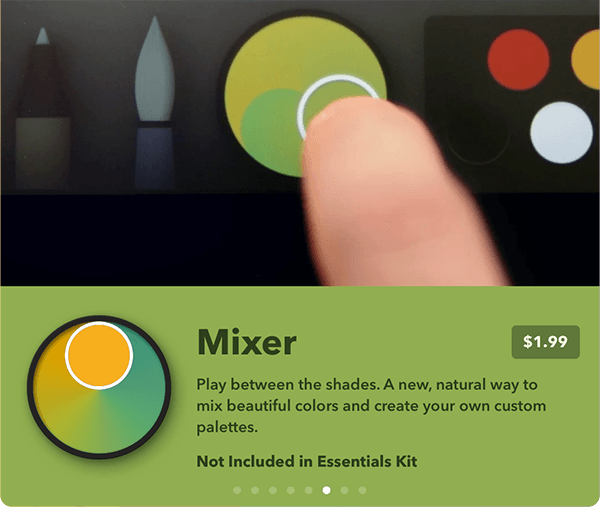 Mixer
$1.99
Play between the shades. A new, natural way to
mix beautiful colors and create your own custom
palettes.
Not Included in Essentials Kit